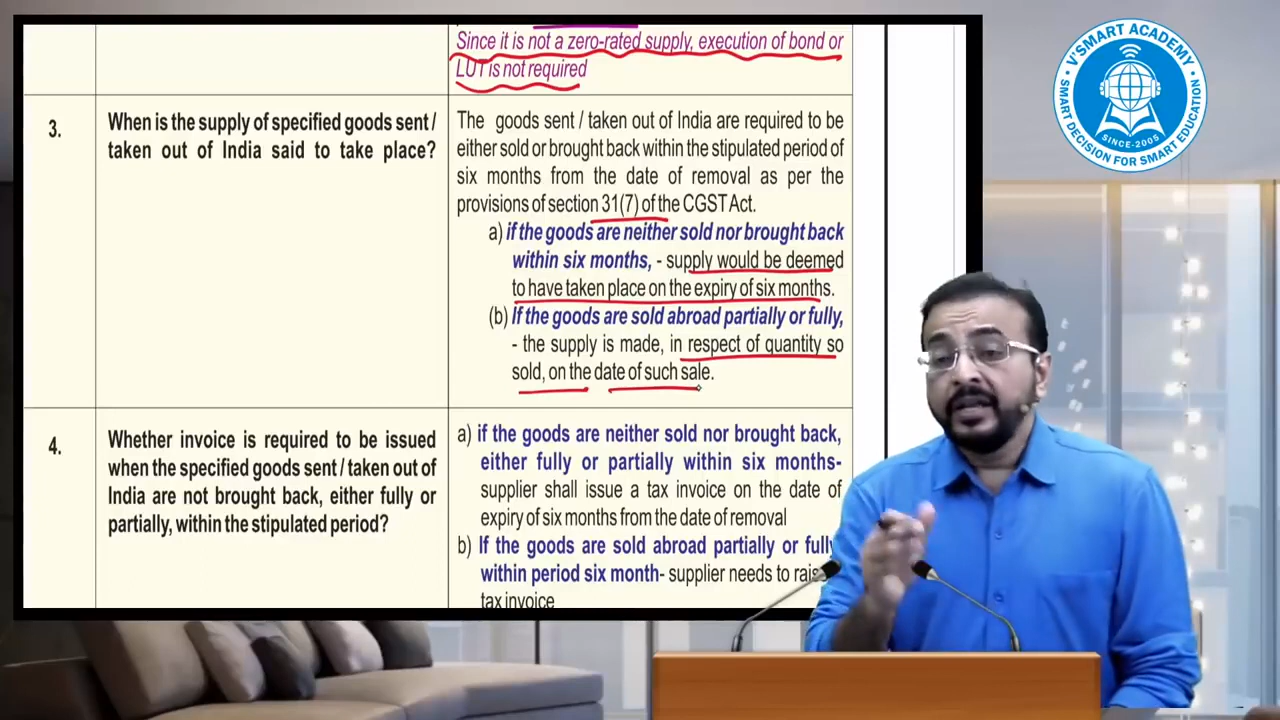 Since it is not a zero-rated supply, execution of bond or
LUT is not required
3.
When is the supply of specified goods sent /
taken out of India said to take place?
The goods sent / taken out of India are required to be
either sold or brought back within the stipulated period of
six months from the date of removal as per the
provisions of section 31(7) of the CGST Act.
a) if the goods are neither sold nor brought back
within six months, - supply would be deemed
to have taken place on the expiry of six months.
(b) If the goods are sold abroad partially or fully,
- the supply is made, in respect of quantity so
sold, on the date of such sale.
4.
Whether invoice is required to be issued
when the specified goods sent / taken out of
India are not brought back, either fully or
partially, within the stipulated period?
a) if the goods are neither sold nor brought back,
either fully or partially within six months-
supplier shall issue a tax invoice on the date of
expiry of six months from the date of removal
b) If the goods are sold abroad partially or fully
within period six month- supplier needs to
tax invoice
V'SMART ACADEMY
SINCE-2005
SMART DECISION FOR SMART EDUCATION